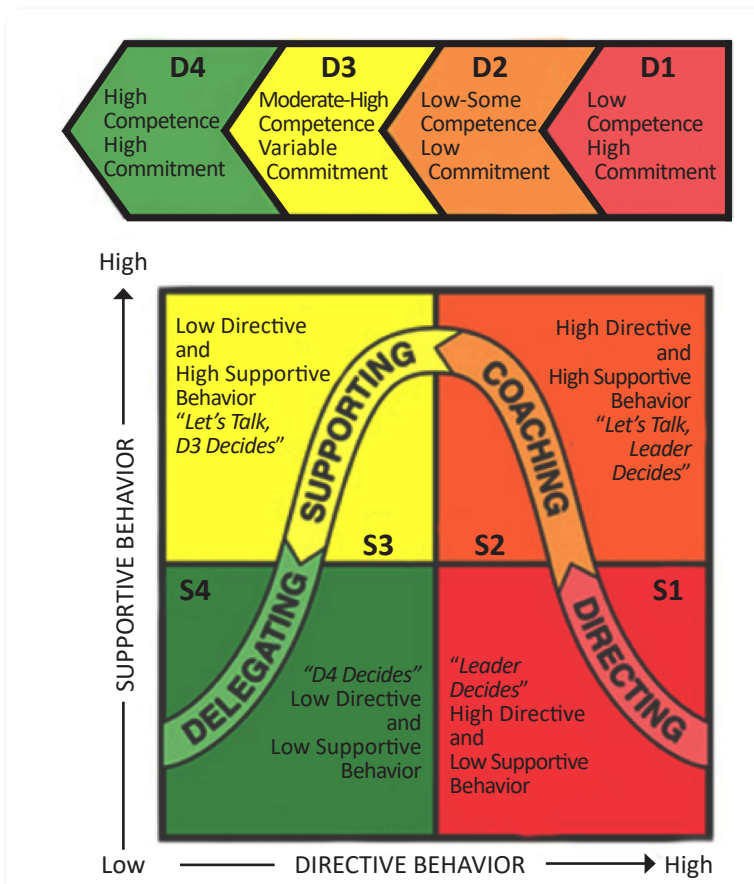 D4
High
Competence
High
Commitment
D3
Moderate-High
Competence
Variable
Commitment
D2
Low-Some
Competence
Low
Commitment
D1
Low
Competence
High
Commitment
High
SUPPORTIVE BEHAVIOR
Low Directive
and
High Supportive
Behavior
“Let’s Talk,
D3 Decides”
S3
SUPPORTING
High Directive
and
High Supportive
Behavior
“Let’s Talk,
Leader
Decides”
S2
COACHING
S4
DELEGATING
“D4 Decides”
Low Directive
and
Low Supportive
Behavior
S1
DIRECTING
“Leader
Decides”
High Directive
and
Low Supportive
Behavior
Low
DIRECTIVE BEHAVIOR
High